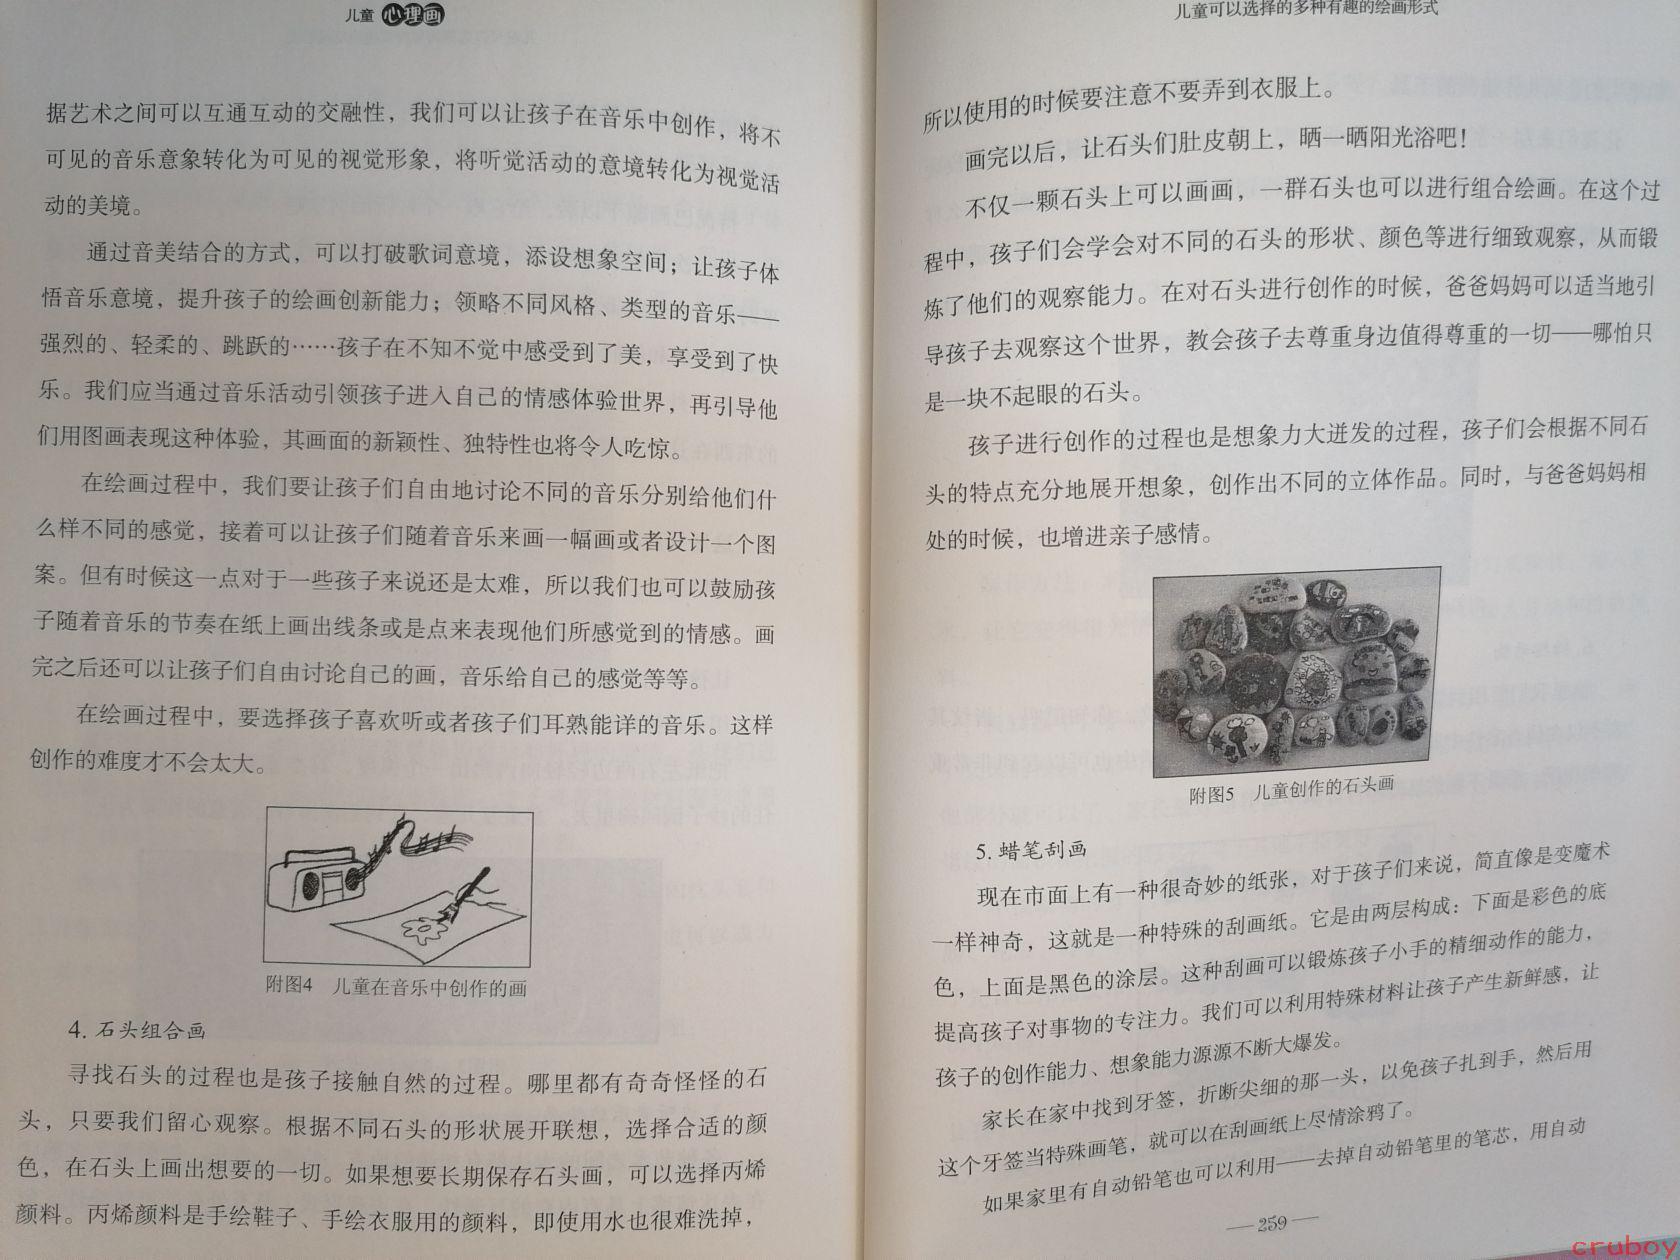 儿童心理画
据艺术之间可以互通互动的交融性，我们可以让孩子在音乐中创作，将不
可见的音乐意象转化为可见的视觉形象，将听觉活动的意境转化为视觉活
动的美境。
通过音美结合的方式，可以打破歌词意境，添设想象空间；让孩子体
悟音乐意境，提升孩子的绘画创新能力；领略不同风格、类型的音乐——
强烈的、轻柔的、跳跃的……孩子在不知不觉中感受到了美，享受到了快
乐。我们应当通过音乐活动引领孩子进入自己的情感体验世界，再引导他
们用图画表现这种体验，其画面的新颖性、独特性也将令人吃惊。
在绘画过程中，我们要让孩子们自由地讨论不同的音乐分别给他们什
么样不同的感觉，接着可以让孩子们随着音乐来画一幅画或者设计一个图
案。但有时候这一点对于一些孩子来说还是太难，所以我们也可以鼓励孩
子随着音乐的节奏在纸上画出线条或是点来表现他们所感觉到的情感。画
完之后还可以让孩子们自由讨论自己的画，音乐给自己的感觉等等。
在绘画过程中，要选择孩子喜欢听或者孩子们耳熟能详的音乐。这样
创作的难度才不会太大。
附图4 儿童在音乐中创作的画
4. 石头组合画
寻找石头的过程也是孩子接触自然的过程。哪里都有奇奇怪怪的石
头，只要我们留心观察。根据不同石头的形状展开联想，选择合适的颜
色，在石头上画出想要的一切。如果想要长期保存石头画，可以选择丙烯
颜料。丙烯颜料是手绘鞋子、手绘衣服用的颜料，即使用水也很难洗掉，
儿童可以选择的多种有趣的绘画形式
所以使用的时候要注意不要弄到衣服上。
画完以后，让石头们肚皮朝上，晒一晒阳光浴吧！
不仅一颗石头上可以画画，一群石头也可以进行组合绘画。在这个过
程中，孩子们会学会对不同的石头的形状、颜色等进行细致观察，从而锻
炼了他们的观察能力。在对石头进行创作的时候，爸爸妈妈可以适当地引
导孩子去观察这个世界，教会孩子去尊重身边值得尊重的一切——哪怕只
是一块不起眼的石头。
孩子进行创作的过程也是想象力大迸发的过程，孩子们会根据不同石
头的特点充分地展开想象，创作出不同的立体作品。同时，与爸爸妈妈相
处的时候，也增进亲子感情。
附图5 儿童创作的石头画
5. 蜡笔刮画
现在市面上有一种很奇妙的纸张，对于孩子们来说，简直像是变魔术
一样神奇，这就是一种特殊的刮画纸。它是由两层构成：下面是彩色的底
色，上面是黑色的涂层。这种刮画可以锻炼孩子小手的精细动作的能力，
提高孩子对事物的专注力。我们可以利用特殊材料让孩子产生新鲜感，让
孩子的创作能力、想象能力源源不断大爆发。
家长在家中找到牙签，折断尖细的那一头，以免孩子扎到手，然后用
这个牙签当特殊画笔，就可以在刮画纸上尽情涂鸦了。
如果家里有自动铅笔也可以利用——去掉自动铅笔里的笔芯，用自动
—259—
cruboy